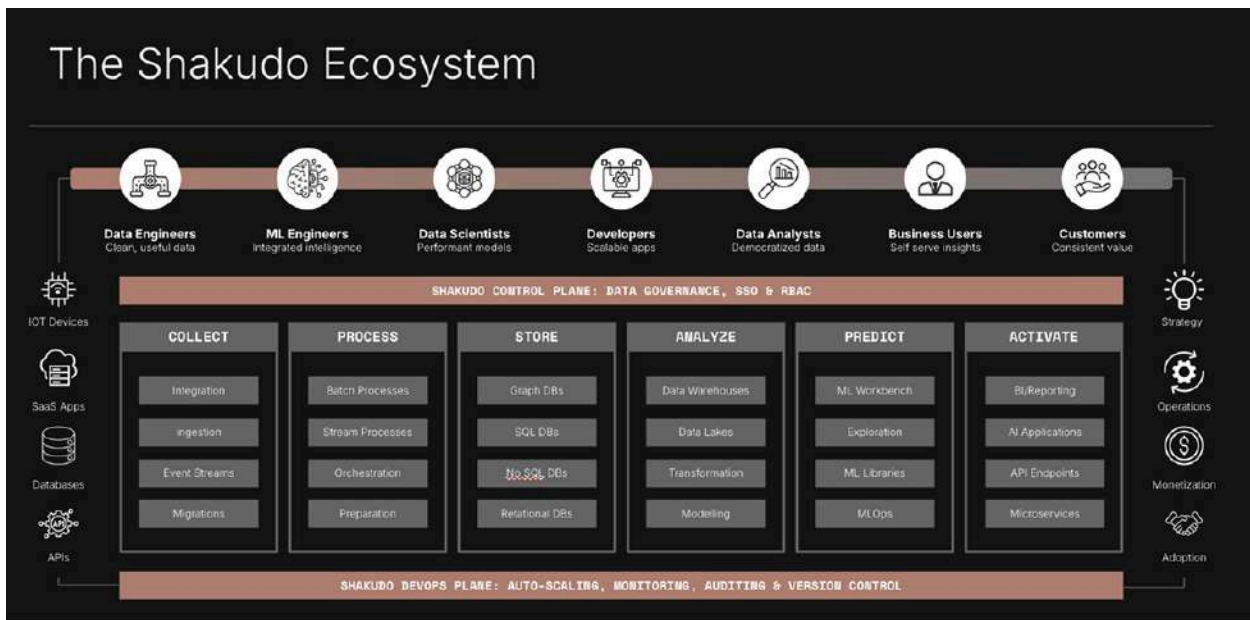 The Shakudo Ecosystem
Data Engineers
Clean, useful data
ML Engineers
Integrated intelligence
Data Scientists
Performant models
Developers
Scalable apps
Data Analysts
Democratized data
Business Users
Self serve insights
Customers
Consistent value
SHAKUDO CONTROL PLANE: DATA GOVERNANCE, SSO & RBAC
IOT Devices
SaaS Apps
Databases
APIs
COLLECT
Integration
Ingestion
Event Streams
Migrations
PROCESS
Batch Processes
Stream Processes
Orchestration
Preparation
STORE
Graph DBs
SQL DBs
No SQL DBs
Relational DBs
ANALYZE
Data Warehouses
Data Lakes
Transformation
Modelling
PREDICT
ML Workbench
Exploration
ML Libraries
MLOps
ACTIVATE
BI/Reporting
AI Applications
API Endpoints
Microservices
Strategy
Operations
Monetization
Adoption
SHAKUDO DEVOPS PLANE: AUTO-SCALING, MONITORING, AUDITING & VERSION CONTROL